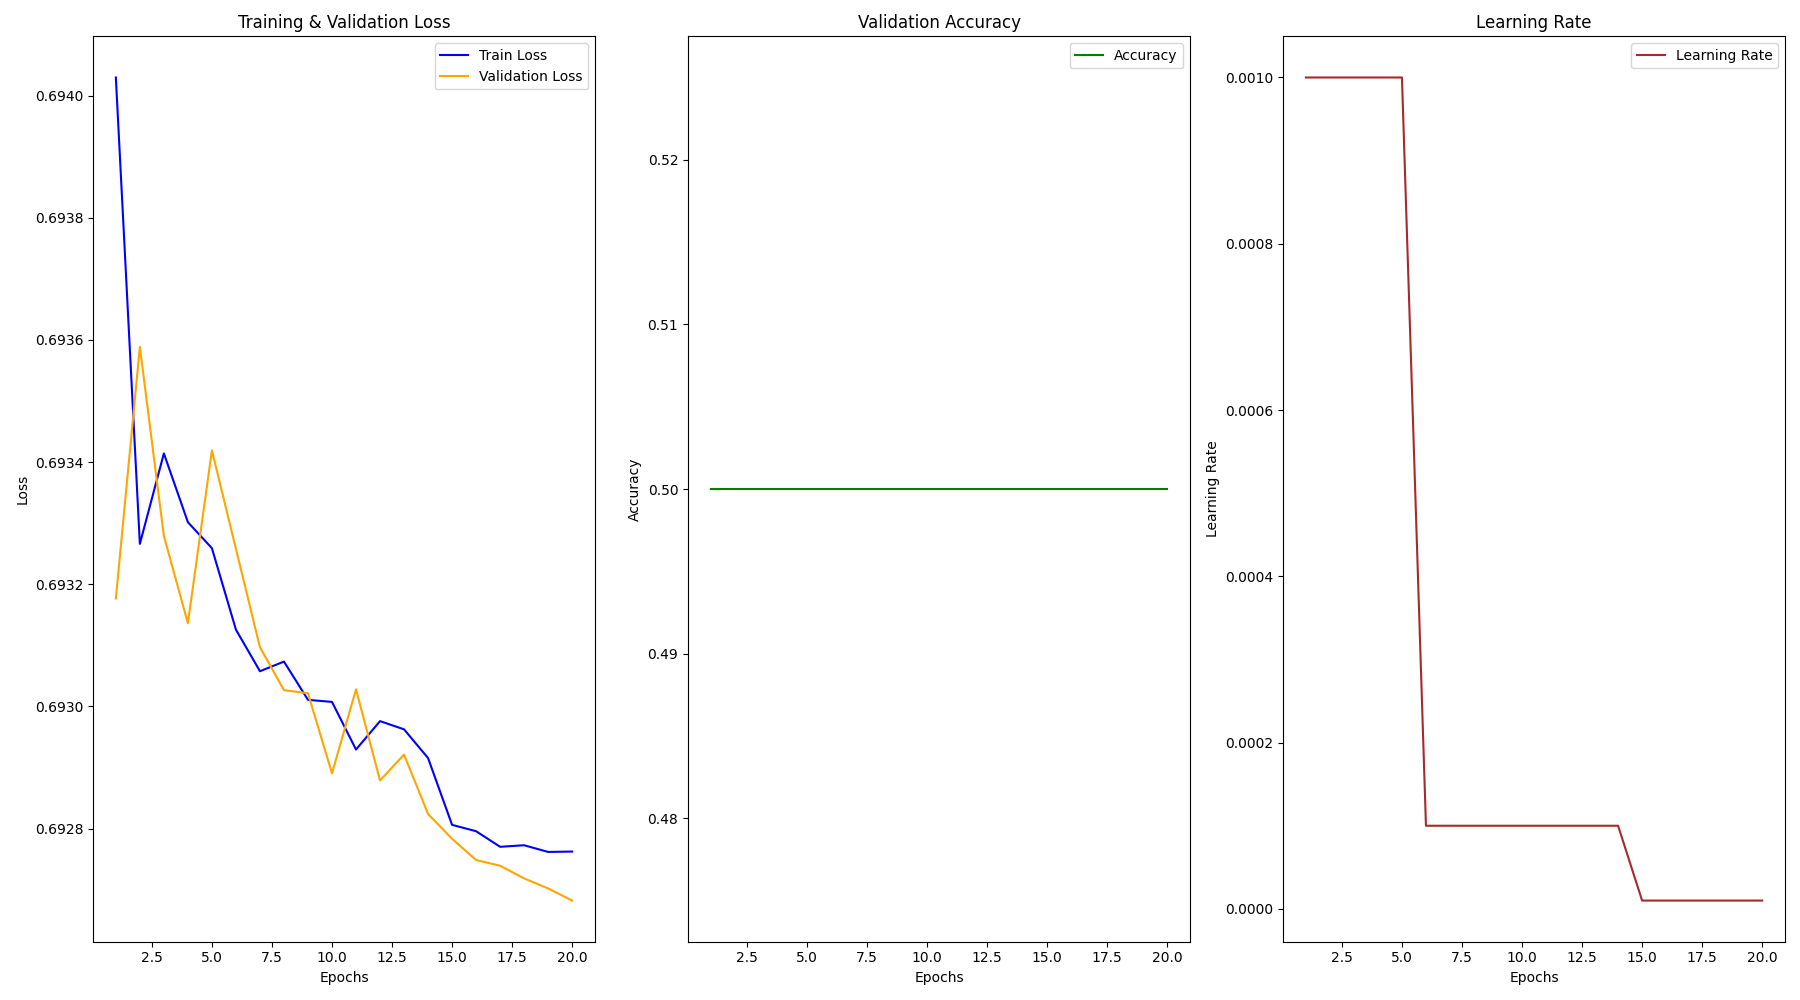 Training & Validation Loss
Train Loss
Validation Loss
0.6940
0.6938
0.6936
0.6934
0.6932
0.6930
0.6928
Loss
2.5 5.0 7.5 10.0 12.5 15.0 17.5 20.0
Epochs
Validation Accuracy
Accuracy
0.52
0.51
0.50
0.49
0.48
Accuracy
2.5 5.0 7.5 10.0 12.5 15.0 17.5 20.0
Epochs
Learning Rate
Learning Rate
0.0010
0.0008
0.0006
0.0004
0.0002
0.0000
Learning Rate
2.5 5.0 7.5 10.0 12.5 15.0 17.5 20.0
Epochs